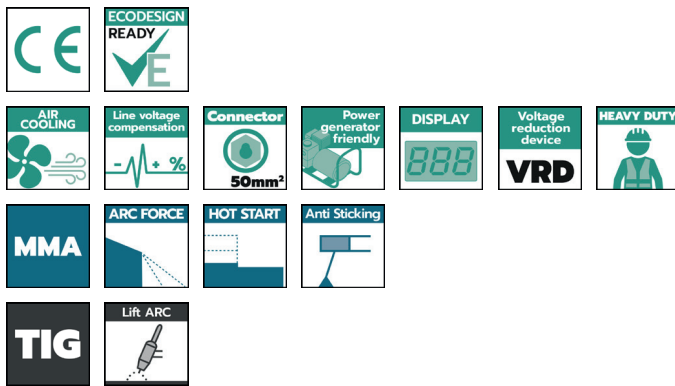 CE
ECODESIGN
READY
E
AIR
COOLING
Line voltage
compensation
- + %
Connector
50mm²
Power
generator
friendly
DISPLAY
888
Voltage
reduction
device
VRD
HEAVY DUTY
MMA
ARC FORCE
HOT START
Anti Sticking
TIG
Lift ARC